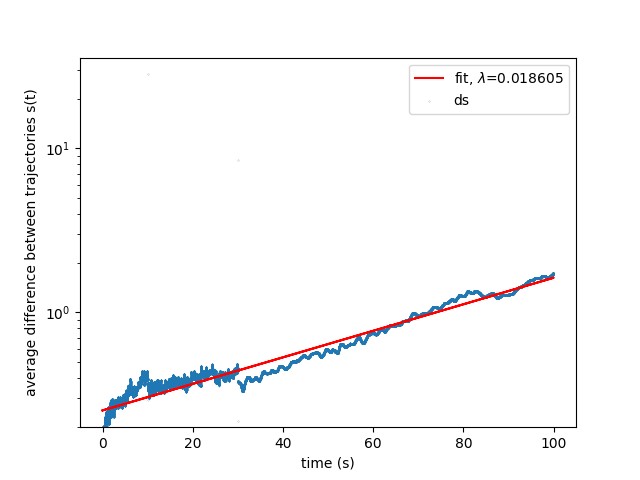 average difference between trajectories s(t)
10¹
10⁰
fit, λ=0.018605
ds
0 20 40 60 80 100
time (s)